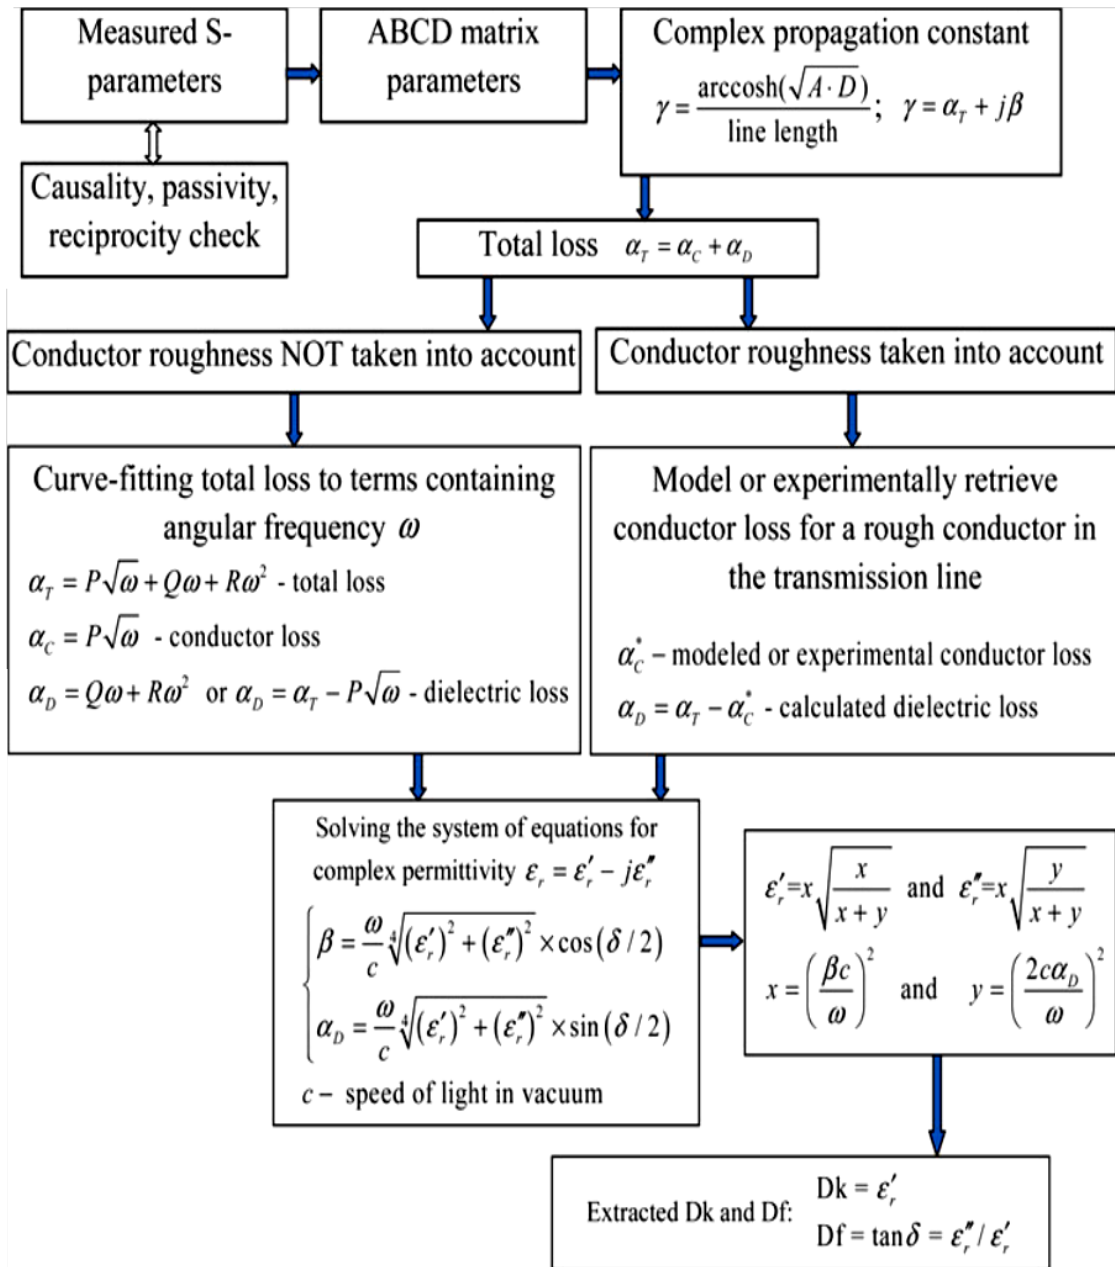 Measured S-
parameters
ABCD matrix
parameters
Complex propagation constant
γ = arccosh(√(A · D)) / line length ; γ = α_T + jβ
Causality, passivity,
reciprocity check
Total loss α_T = α_C + α_D
Conductor roughness NOT taken into account
Conductor roughness taken into account
Curve-fitting total loss to terms containing
angular frequency ω
α_T = P√ω + Qω + Rω² - total loss
α_C = P√ω - conductor loss
α_D = Qω + Rω² or α_D = α_T − P√ω - dielectric loss
Model or experimentally retrieve
conductor loss for a rough conductor in
the transmission line
α_C^* – modeled or experimental conductor loss
α_D = α_T − α_C^* - calculated dielectric loss
Solving the system of equations for
complex permittivity ε_r = ε′_r − jε″_r
β = ω/c ∜((ε′_r)² + (ε″_r)²) × cos(δ / 2)
α_D = ω/c ∜((ε′_r)² + (ε″_r)²) × sin(δ / 2)
c – speed of light in vacuum
ε′_r = x√(x / (x + y)) and ε″_r = x√(y / (x + y))
x = (βc / ω)² and y = (2cα_D / ω)²
Extracted Dk and Df:
Dk = ε′_r
Df = tan δ = ε″_r / ε′_r